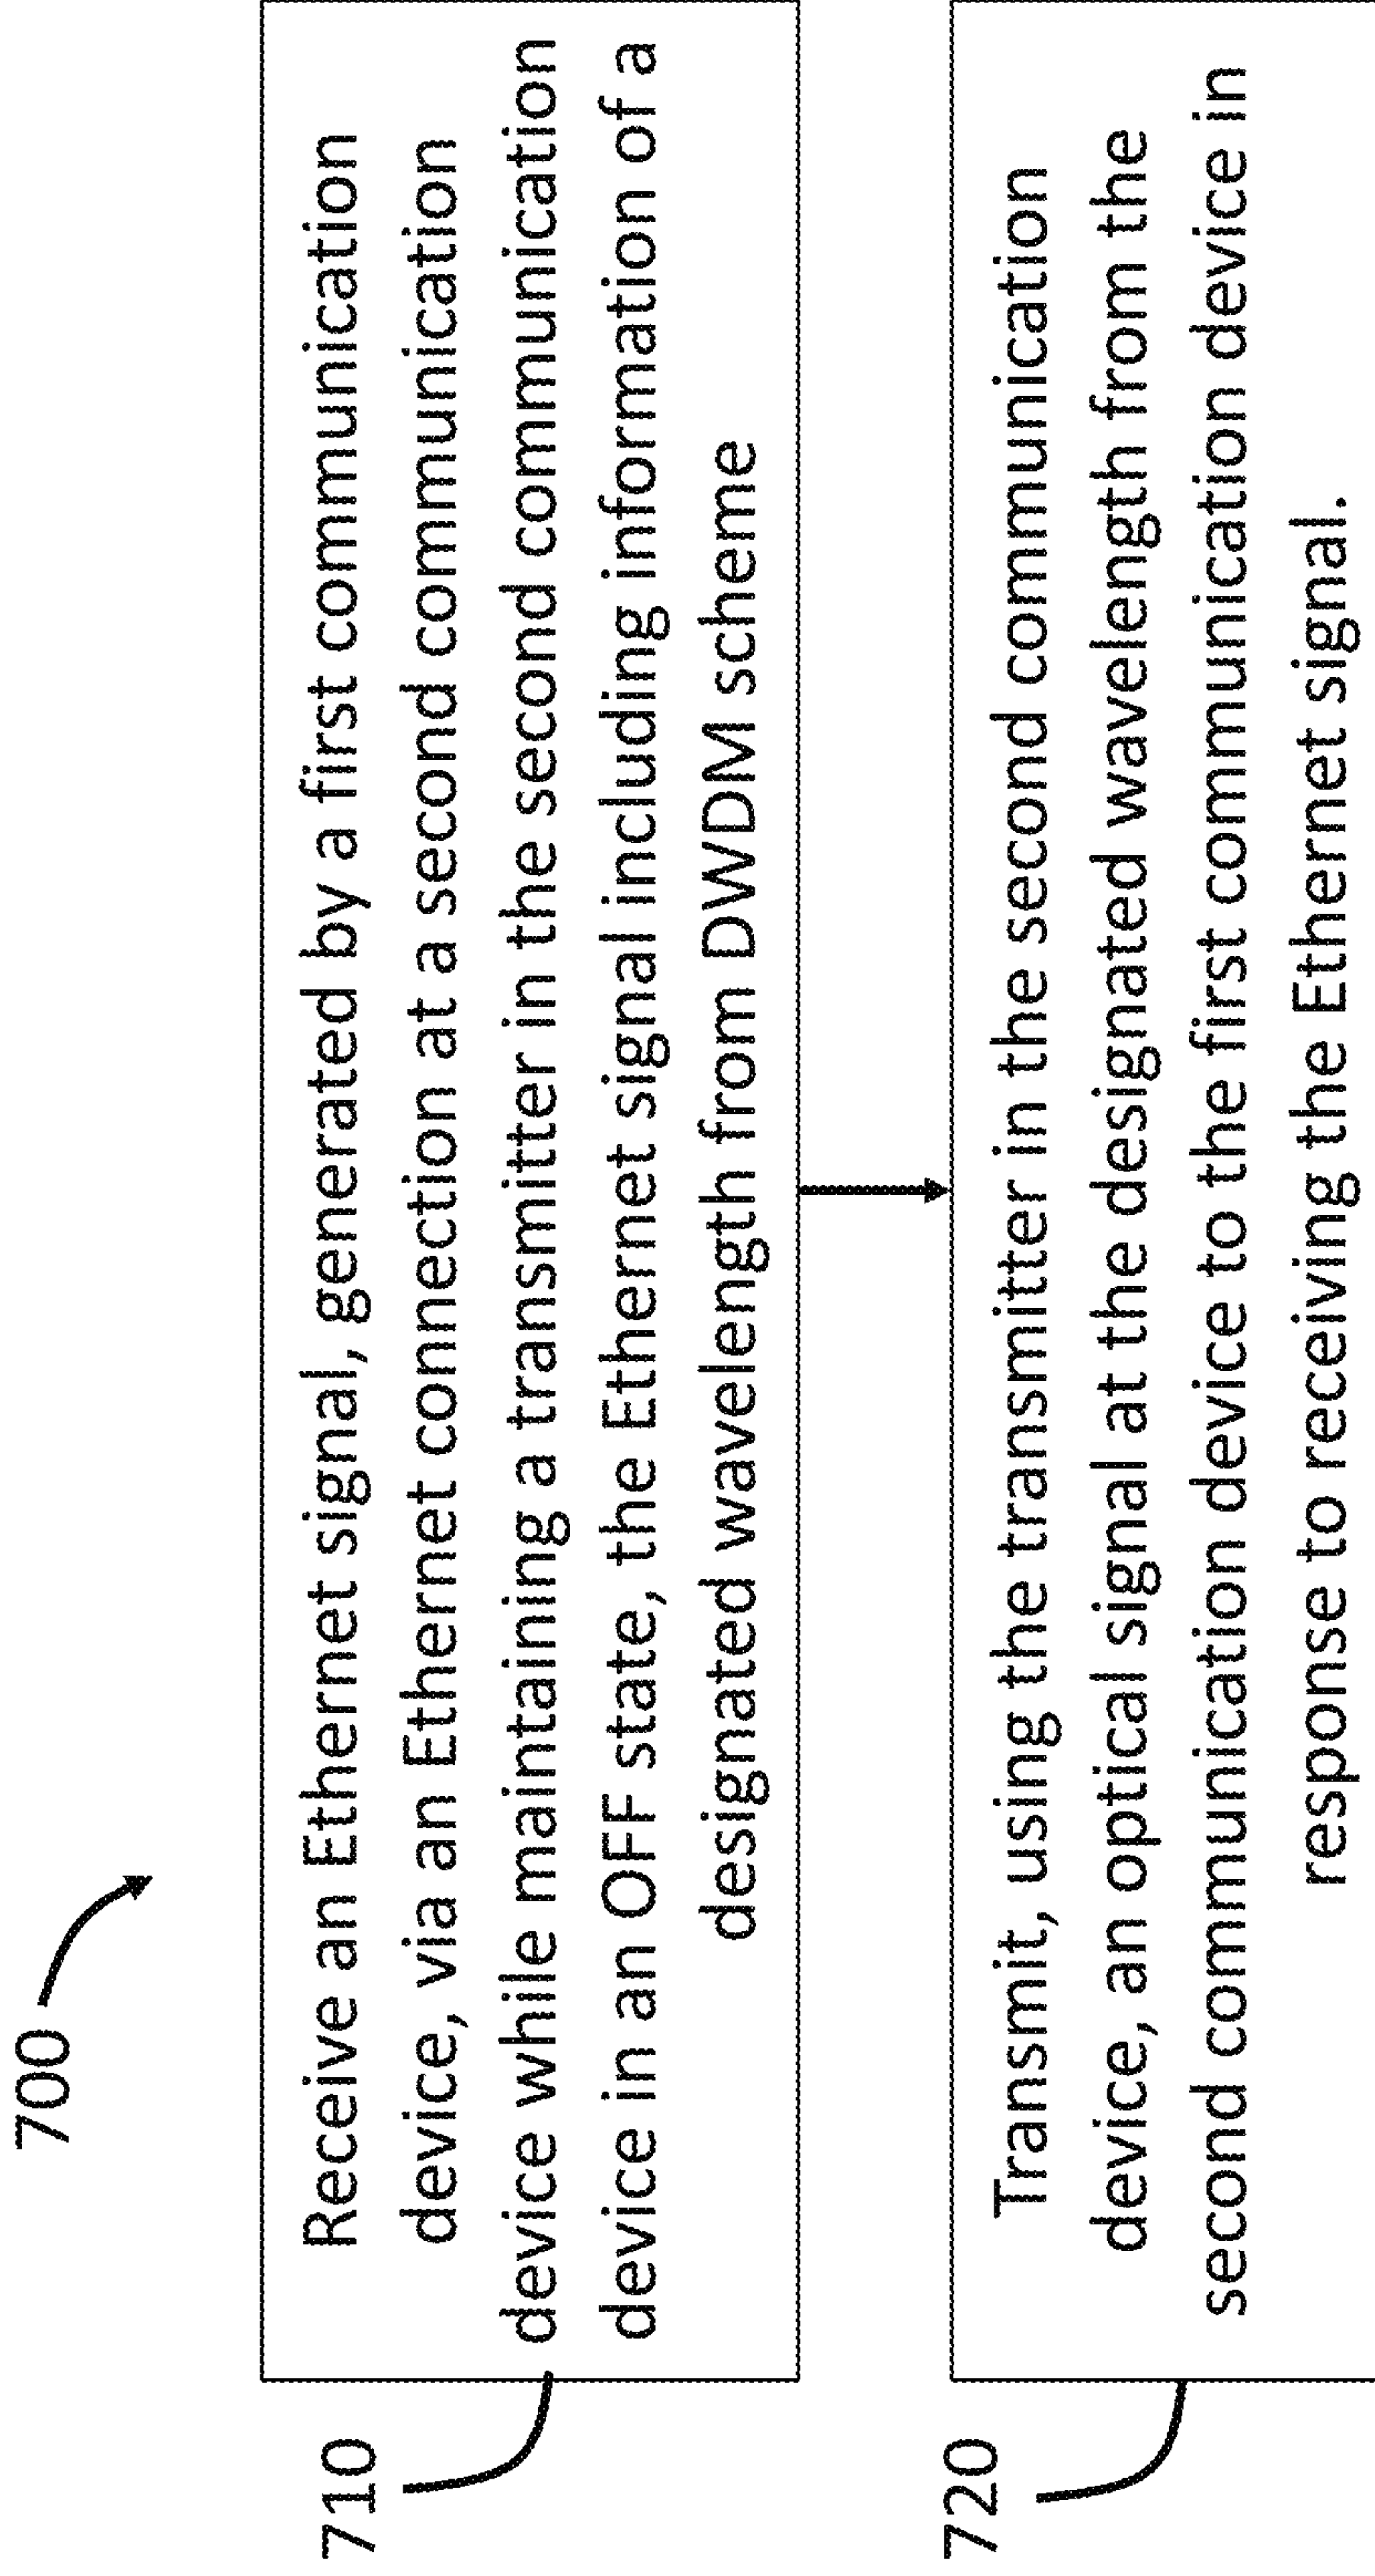 700
710
Receive an Ethernet signal, generated by a first communication
device, via an Ethernet connection at a second communication
device while maintaining a transmitter in the second communication
device in an OFF state, the Ethernet signal including information of a
designated wavelength from DWDM scheme
720
Transmit, using the transmitter in the second communication
device, an optical signal at the designated wavelength from the
second communication device to the first communication device in
response to receiving the Ethernet signal.